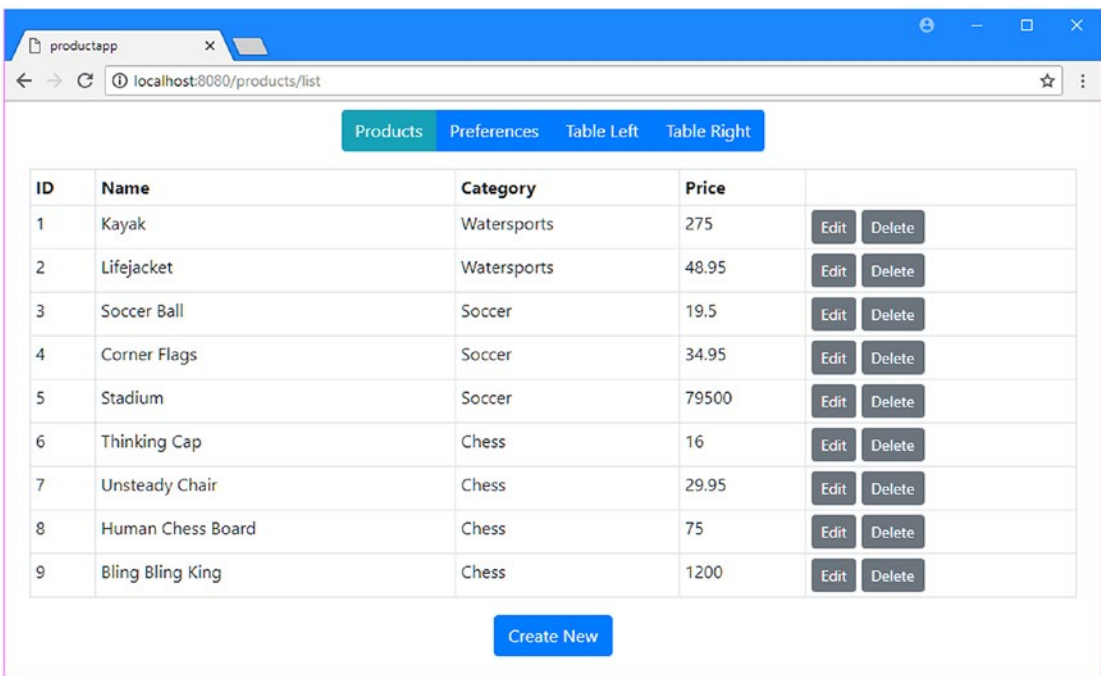 productapp
localhost:8080/products/list
Products Preferences Table Left Table Right
ID Name Category Price
1 Kayak Watersports 275 Edit Delete
2 Lifejacket Watersports 48.95 Edit Delete
3 Soccer Ball Soccer 19.5 Edit Delete
4 Corner Flags Soccer 34.95 Edit Delete
5 Stadium Soccer 79500 Edit Delete
6 Thinking Cap Chess 16 Edit Delete
7 Unsteady Chair Chess 29.95 Edit Delete
8 Human Chess Board Chess 75 Edit Delete
9 Bling Bling King Chess 1200 Edit Delete
Create New